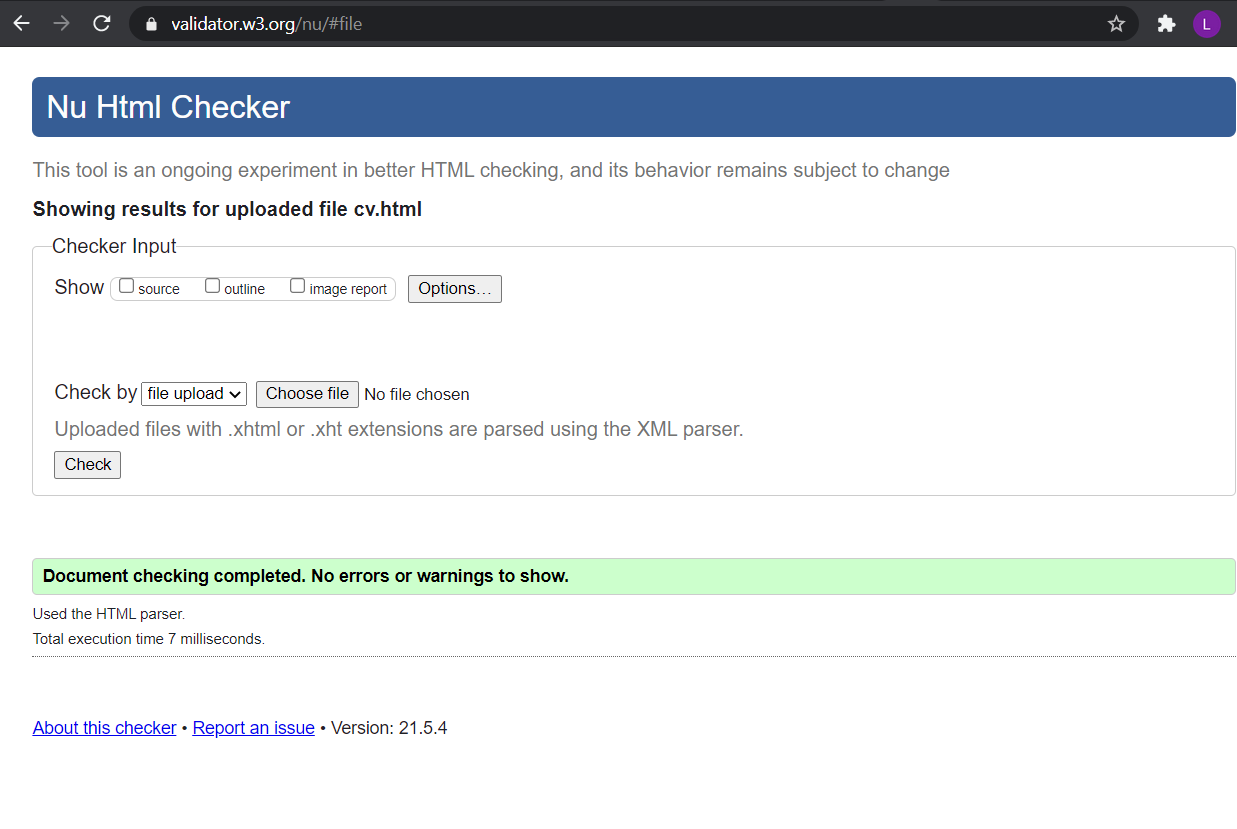 validator.w3.org/nu/#file
L
Nu Html Checker
This tool is an ongoing experiment in better HTML checking, and its behavior remains subject to change
Showing results for uploaded file cv.html
Checker Input
Show source outline image report Options...
Check by file upload Choose file No file chosen
Uploaded files with .xhtml or .xht extensions are parsed using the XML parser.
Check
Document checking completed. No errors or warnings to show.
Used the HTML parser.
Total execution time 7 milliseconds.
About this checker • Report an issue • Version: 21.5.4